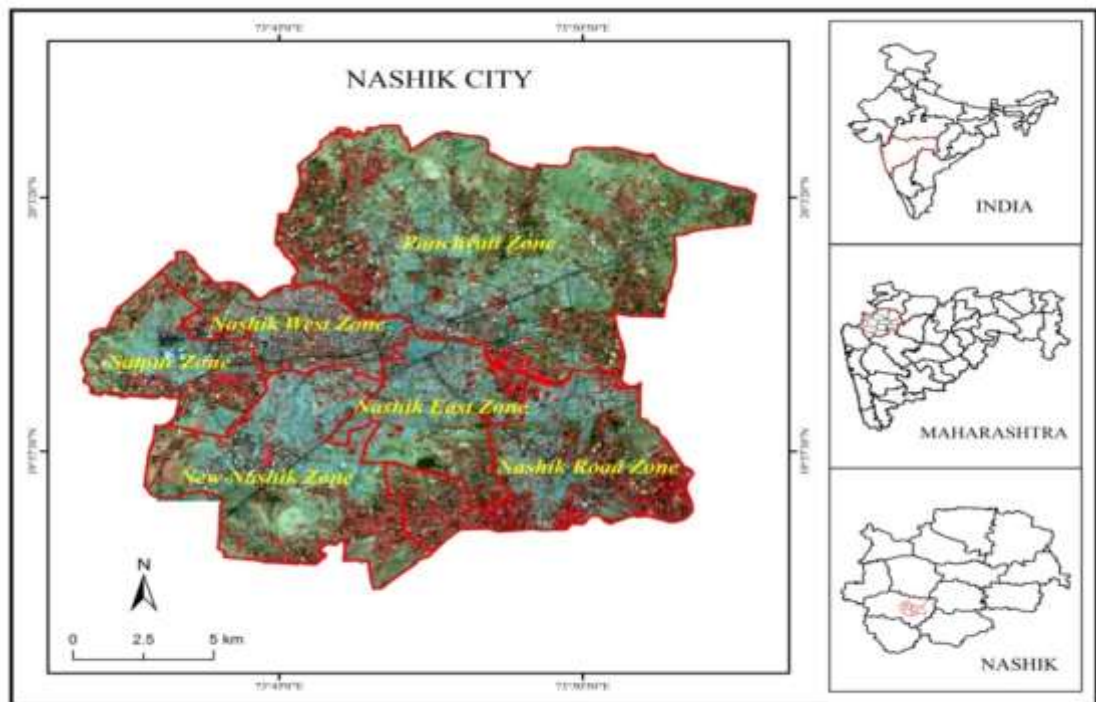 NASHIK CITY
Panchvati Zone
Nashik West Zone
Satpur Zone
Nashik East Zone
Nashik Road Zone
New Nashik Zone
N
0 2.5 5 km
INDIA
MAHARASHTRA
NASHIK